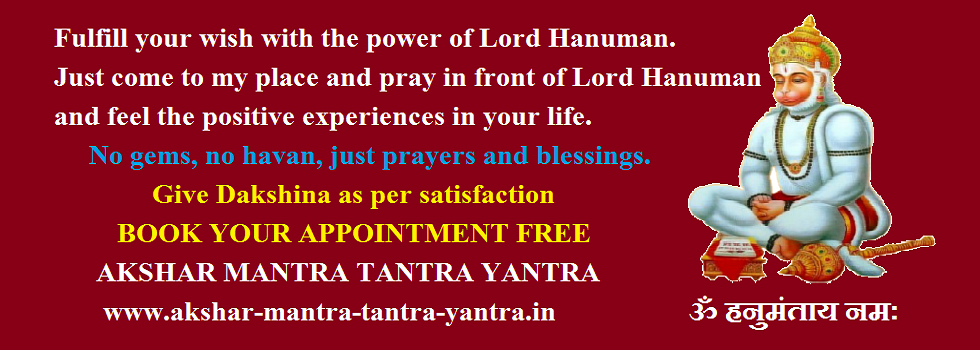 Fulfill your wish with the power of Lord Hanuman.
Just come to my place and pray in front of Lord Hanuman
and feel the positive experiences in your life.
No gems, no havan, just prayers and blessings.
Give Dakshina as per satisfaction
BOOK YOUR APPOINTMENT FREE
AKSHAR MANTRA TANTRA YANTRA
www.akshar-mantra-tantra-yantra.in
ॐ हनुमंताय नमः